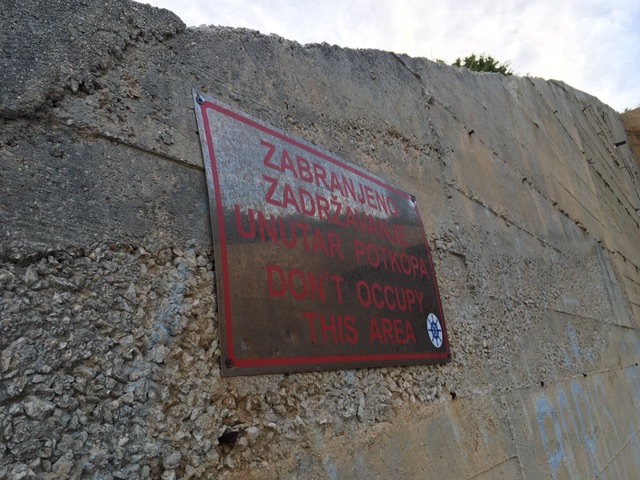 ZABRANJENO
ZADRŽAVANJE
UNUTAR POTKOPA
DON'T OCCUPY
THIS AREA